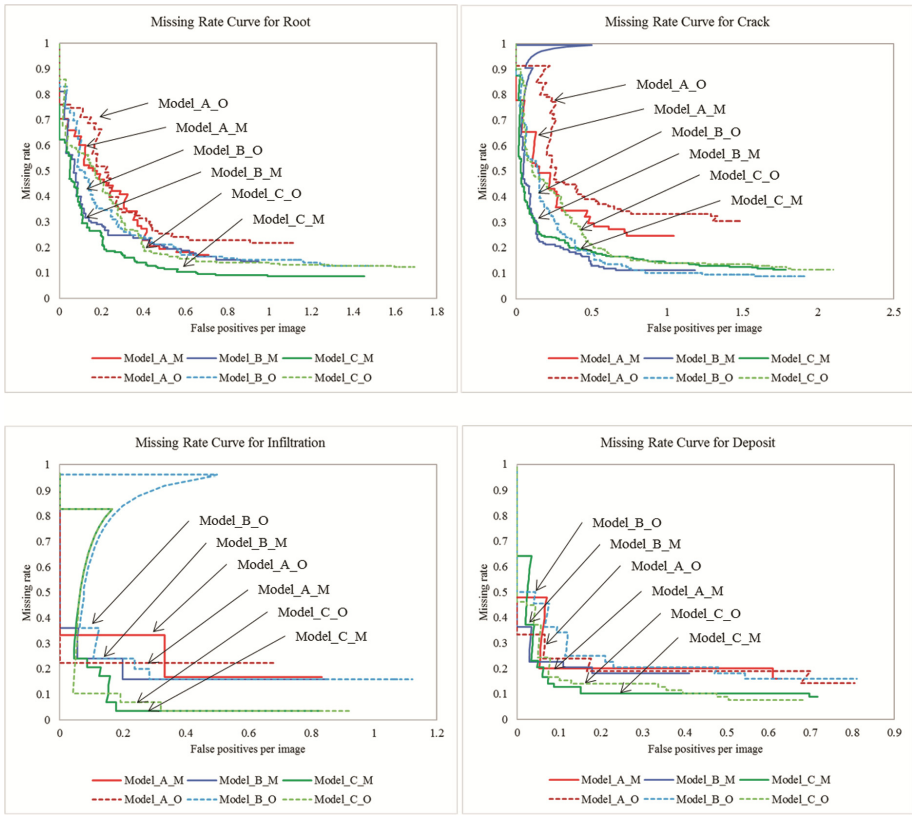 Missing Rate Curve for Root
1
0.9
0.8
0.7
0.6
0.5
0.4
0.3
0.2
0.1
0
Missing rate
Model_A_O
Model_A_M
Model_B_O
Model_B_M
Model_C_O
Model_C_M
0 0.2 0.4 0.6 0.8 1 1.2 1.4 1.6 1.8
False positives per image
Model_A_M Model_B_M Model_C_M
Model_A_O Model_B_O Model_C_O
Missing Rate Curve for Crack
1
0.9
0.8
0.7
0.6
0.5
0.4
0.3
0.2
0.1
0
Missing rate
Model_A_O
Model_A_M
Model_B_O
Model_B_M
Model_C_O
Model_C_M
0 0.5 1 1.5 2 2.5
False positives per image
Model_A_M Model_B_M Model_C_M
Model_A_O Model_B_O Model_C_O
Missing Rate Curve for Infiltration
1
0.9
0.8
0.7
0.6
0.5
0.4
0.3
0.2
0.1
0
Missing rate
Model_B_O
Model_B_M
Model_A_O
Model_A_M
Model_C_O
Model_C_M
0 0.2 0.4 0.6 0.8 1 1.2
False positives per image
Model_A_M Model_B_M Model_C_M
Model_A_O Model_B_O Model_C_O
Missing Rate Curve for Deposit
1
0.9
0.8
0.7
0.6
0.5
0.4
0.3
0.2
0.1
0
Missing rate
Model_B_O
Model_B_M
Model_A_O
Model_A_M
Model_C_O
Model_C_M
0 0.1 0.2 0.3 0.4 0.5 0.6 0.7 0.8 0.9
False positives per image
Model_A_M Model_B_M Model_C_M
Model_A_O Model_B_O Model_C_O